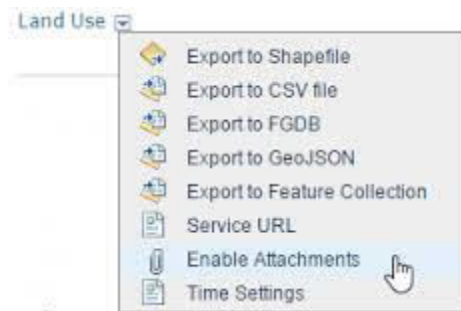 Land Use
Export to Shapefile
Export to CSV file
Export to FGDB
Export to GeoJSON
Export to Feature Collection
Service URL
Enable Attachments
Time Settings